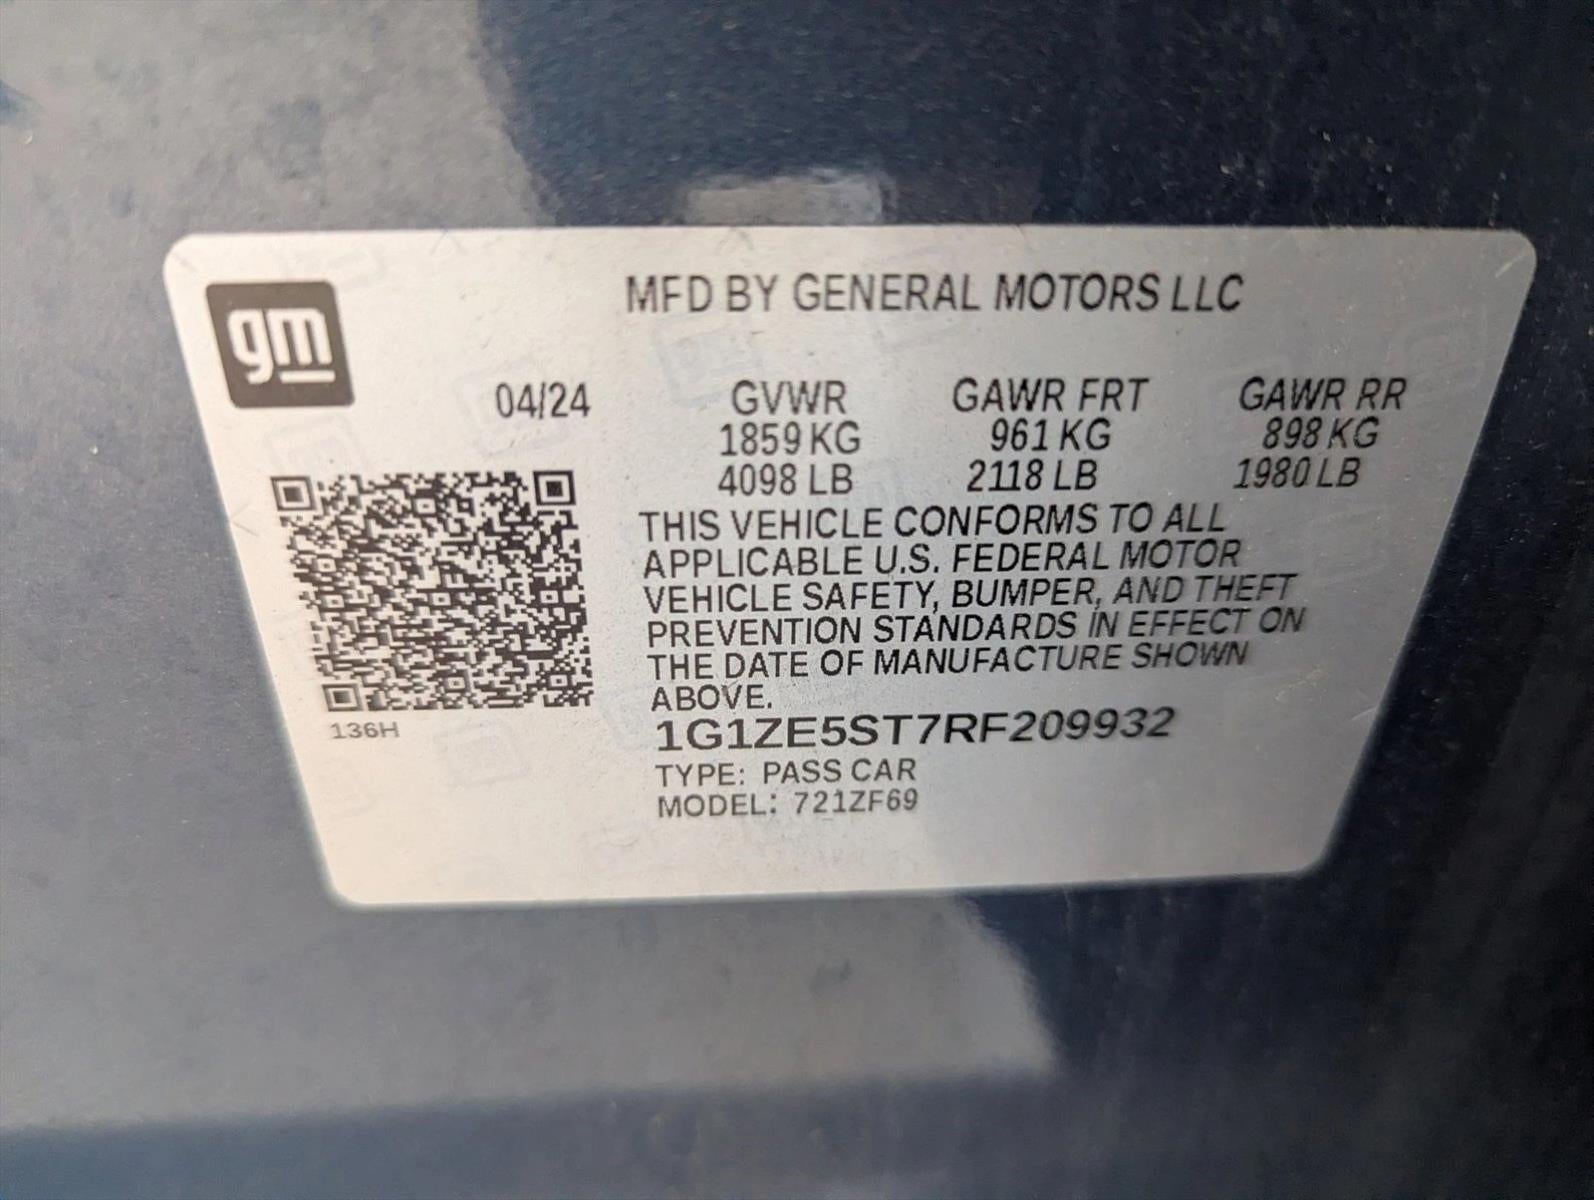 gm
MFD BY GENERAL MOTORS LLC
04/24 GVWR GAWR FRT GAWR RR
1859 KG 961 KG 898 KG
4098 LB 2118 LB 1980 LB
THIS VEHICLE CONFORMS TO ALL
APPLICABLE U.S. FEDERAL MOTOR
VEHICLE SAFETY, BUMPER, AND THEFT
PREVENTION STANDARDS IN EFFECT ON
THE DATE OF MANUFACTURE SHOWN
ABOVE.
136H
1G1ZE5ST7RF209932
TYPE: PASS CAR
MODEL: 721ZF69